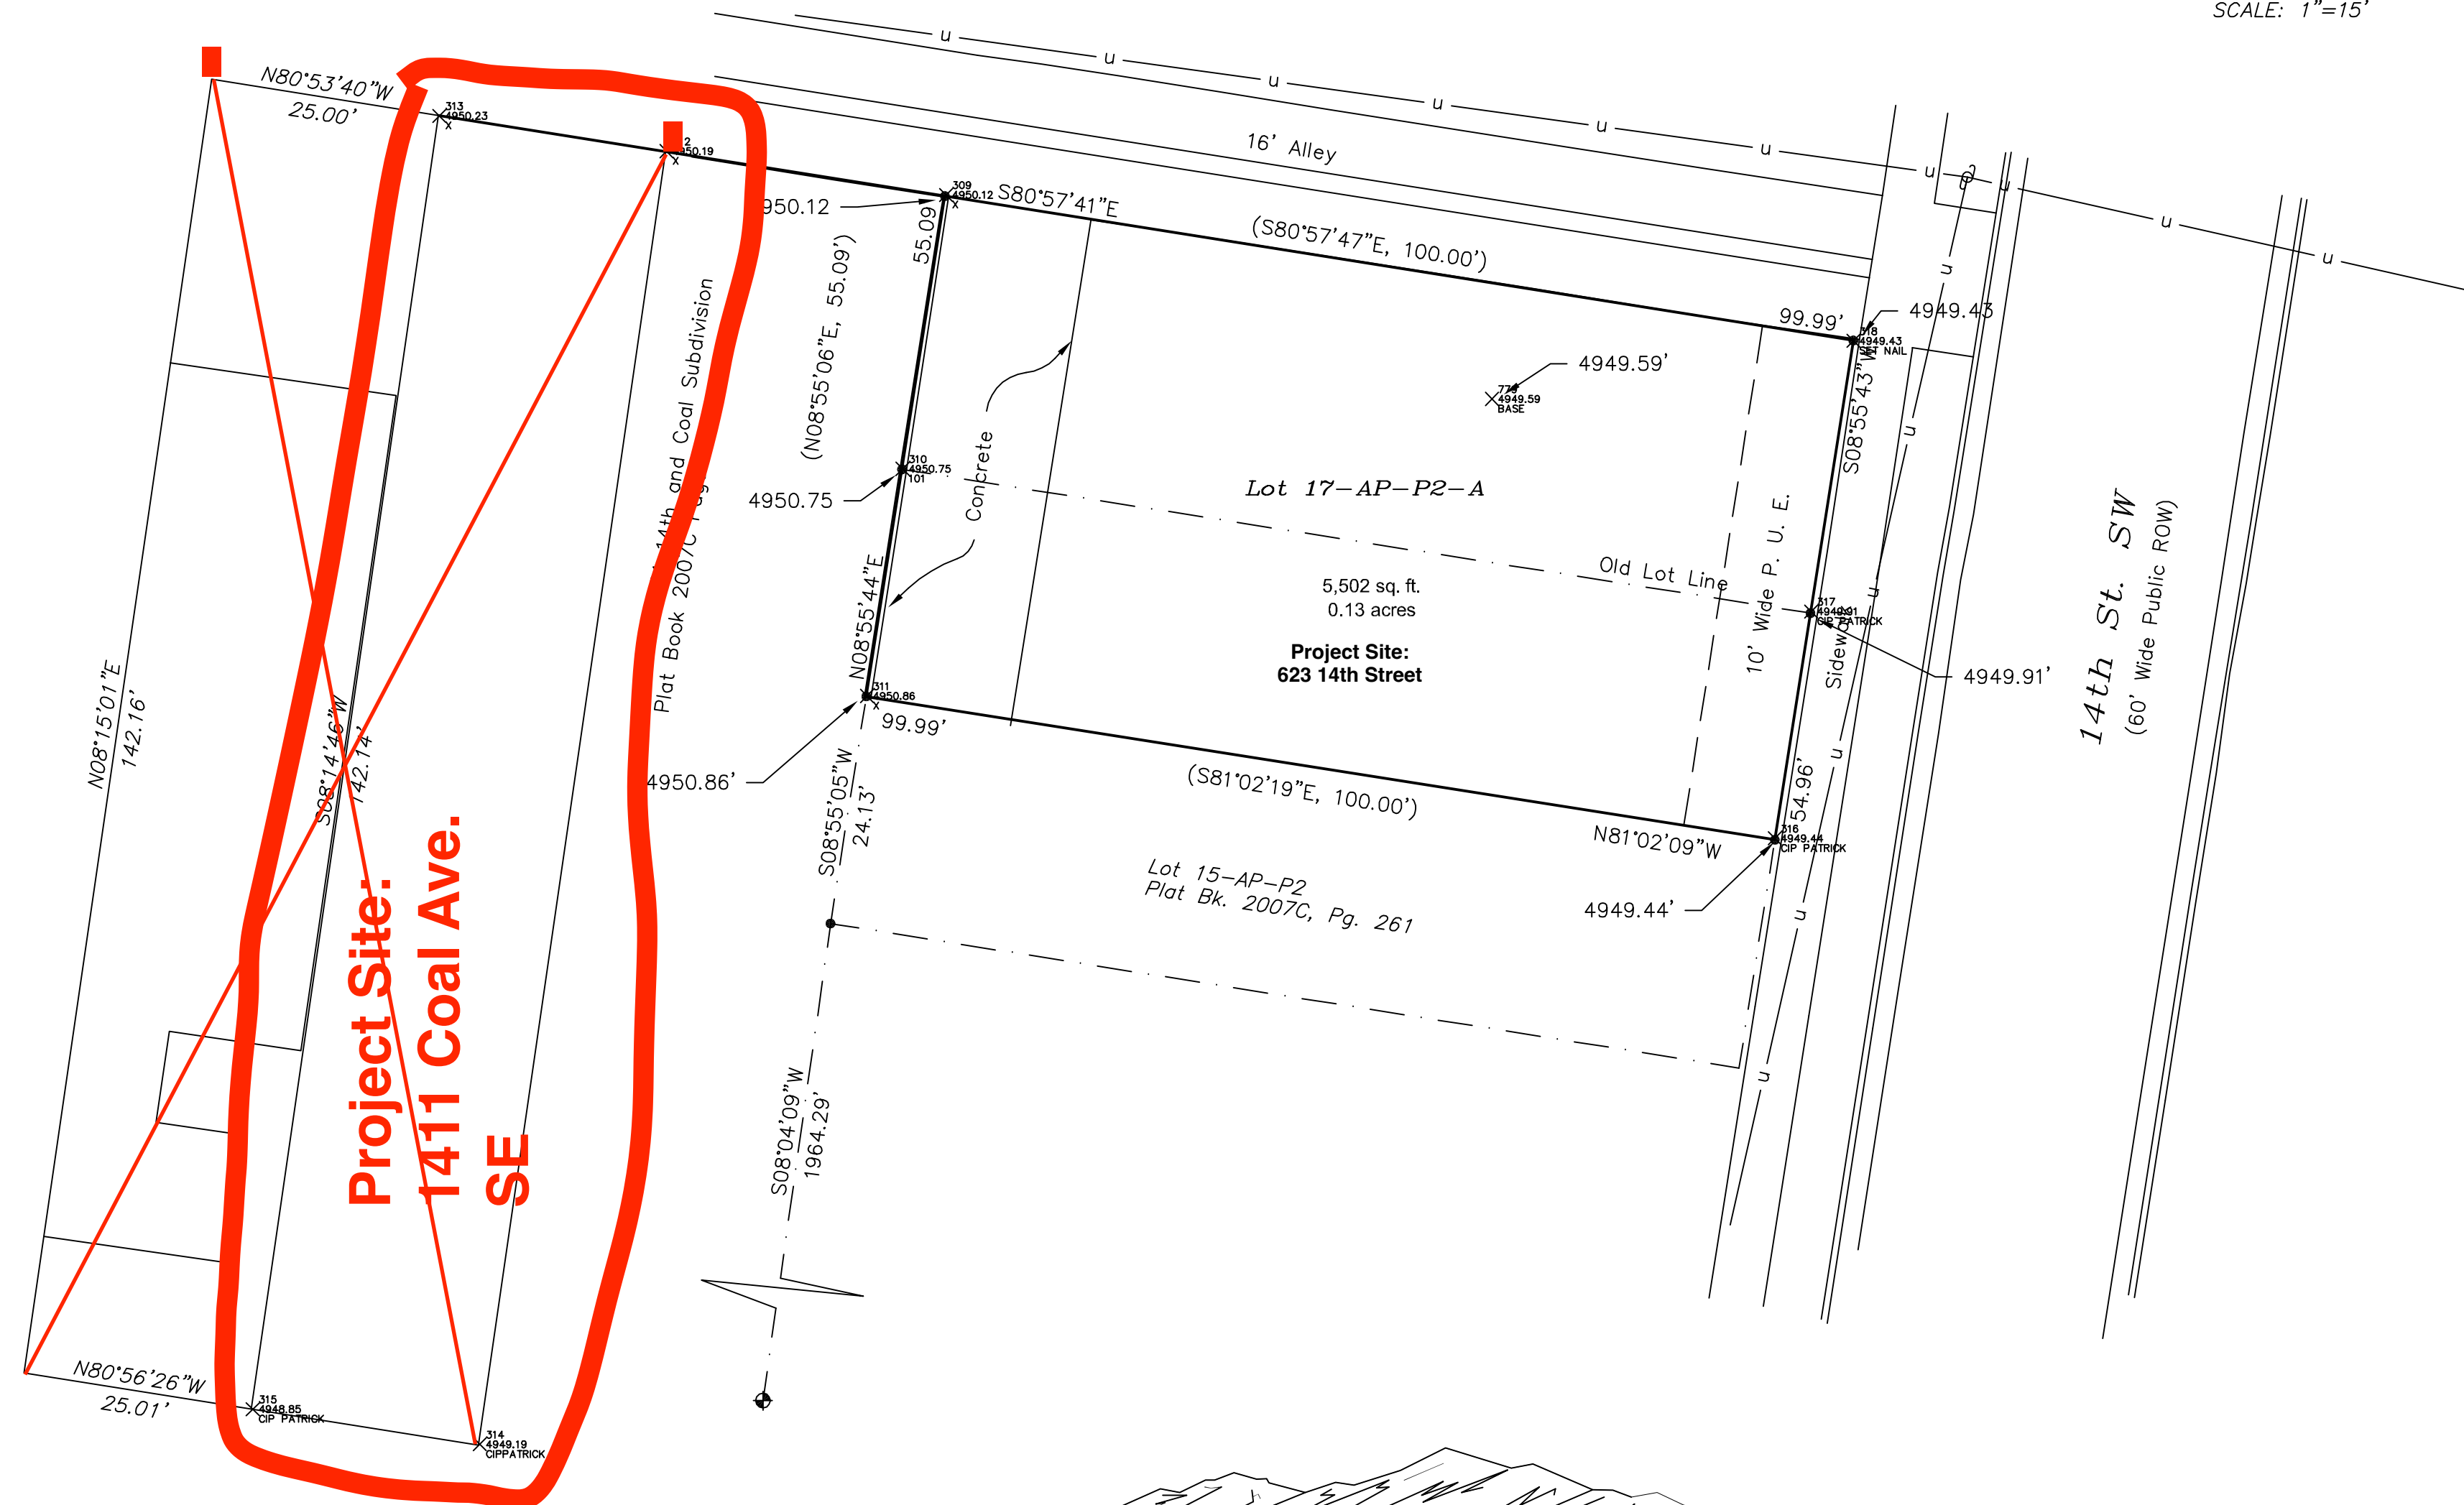 SCALE: 1"=15'
N80°53'40"W
25.00'
313
4950.23
X
950.19
X
16' Alley
309
4950.12
X
950.12
S80°57'41"E
(S80°57'47"E, 100.00')
99.99'
55.09
(N08°55'06"E, 55.09')
318
4949.43
SET NAIL
4949.43
4949.59'
4949.59
BASE
S08°55'43"W
310
4950.75
101
4950.75
Concrete
Lot 17-AP-P2-A
Old Lot Line
5,502 sq. ft.
0.13 acres
Project Site:
623 14th Street
10' Wide P. U. E.
Sidewalk
317
4949.91
CIP PATRICK
4949.91'
14th St. SW
(60' Wide Public ROW)
14th and Coal Subdivision
Plat Book 2007C
N08°55'44"E
311
4950.86
X
4950.86'
99.99'
(S81°02'19"E, 100.00')
N81°02'09"W
54.96'
316
4949.44
CIP PATRICK
4949.44'
Lot 15-AP-P2
Plat Bk. 2007C, Pg. 261
S08°55'05"W
24.13'
S08°04'09"W
1964.29'
N08°15'01"E
142.16'
S08°14'46"W
142.14'
Project Site:
1411 Coal Ave.
SE
N80°56'26"W
25.01'
315
4948.85
CIP PATRICK
314
4949.19
CIPPATRICK
u u u u u u u u u u
u u u u u u u